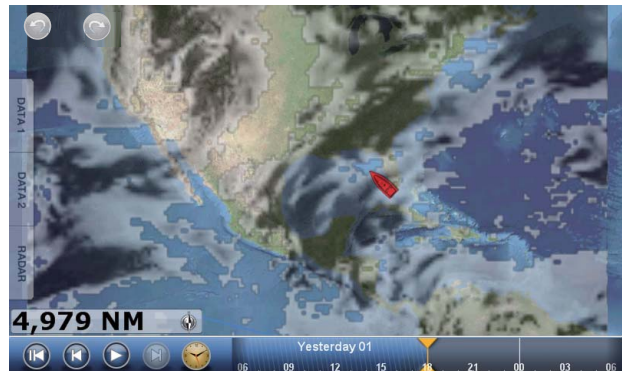 DATA 1
DATA 2
RADAR
4,979 NM
Yesterday 01
06 09 12 15 18 21 00 03 06